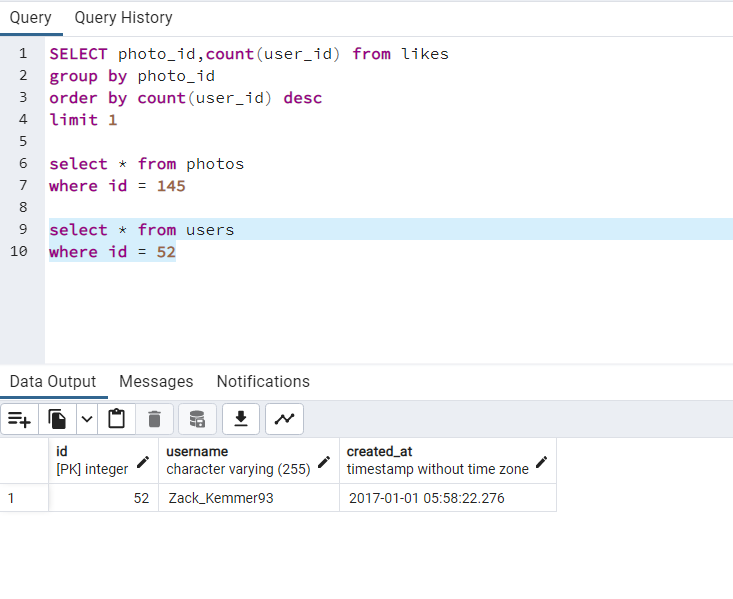 Query Query History
1 SELECT photo_id,count(user_id) from likes
2 group by photo_id
3 order by count(user_id) desc
4 limit 1
5
6 select * from photos
7 where id = 145
8
9 select * from users
10 where id = 52
Data Output Messages Notifications
id username created_at
[PK] integer character varying (255) timestamp without time zone
1 52 Zack_Kemmer93 2017-01-01 05:58:22.276